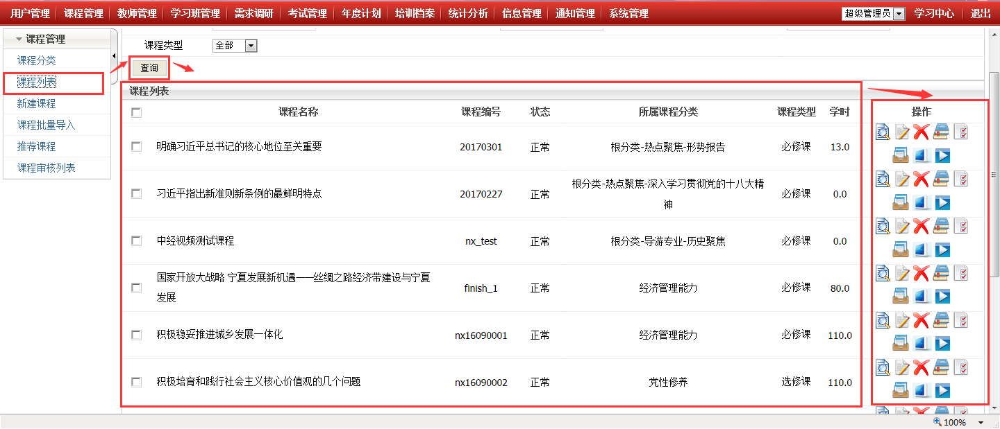 用户管理 课程管理 教师管理 学习班管理 需求调研 考试管理 年度计划 培训档案 统计分析 信息管理 通知管理 系统管理 超级管理员 学习中心 退出
课程管理
课程分类
课程列表
新建课程
课程批量导入
推荐课程
课程审核列表
课程类型 全部
查询
课程列表
课程名称 课程编号 状态 所属课程分类 课程类型 学时 操作
明确习近平总书记的核心地位至关重要 20170301 正常 根分类-热点聚焦-形势报告 必修课 13.0
习近平指出新准则新条例的最鲜明特点 20170227 正常 根分类-热点聚焦-深入学习贯彻党的十八大精
神 必修课 0.0
中经视频测试课程 nx_test 正常 根分类-导游专业-历史聚焦 必修课 0.0
国家开放大战略 宁夏发展新机遇——丝绸之路经济带建设与宁夏
发展 finish_1 正常 经济管理能力 必修课 80.0
积极稳妥推进城乡发展一体化 nx16090001 正常 经济管理能力 必修课 110.0
积极培育和践行社会主义核心价值观的几个问题 nx16090002 正常 党性修养 选修课 110.0
100%